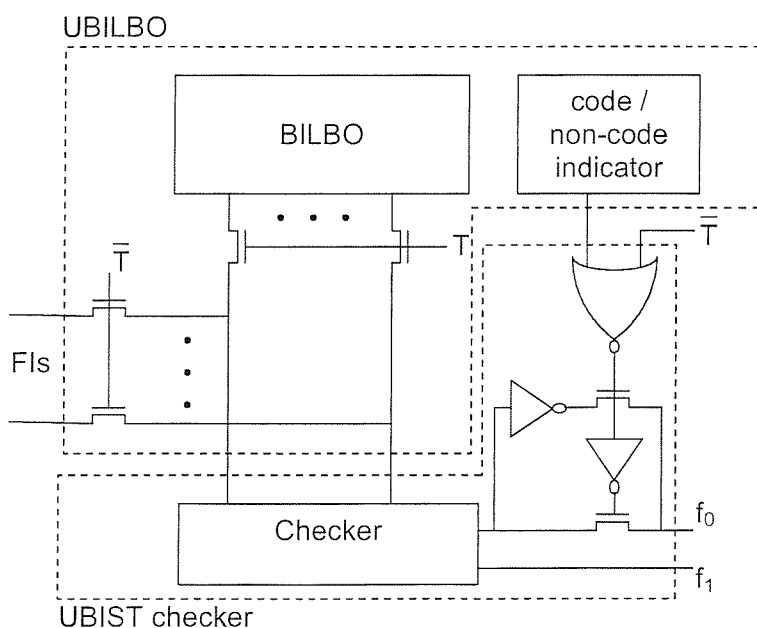 UBILBO
BILBO
code /
non-code
indicator
T̅
T
T̅
FIs
Checker
f₀
f₁
UBIST checker